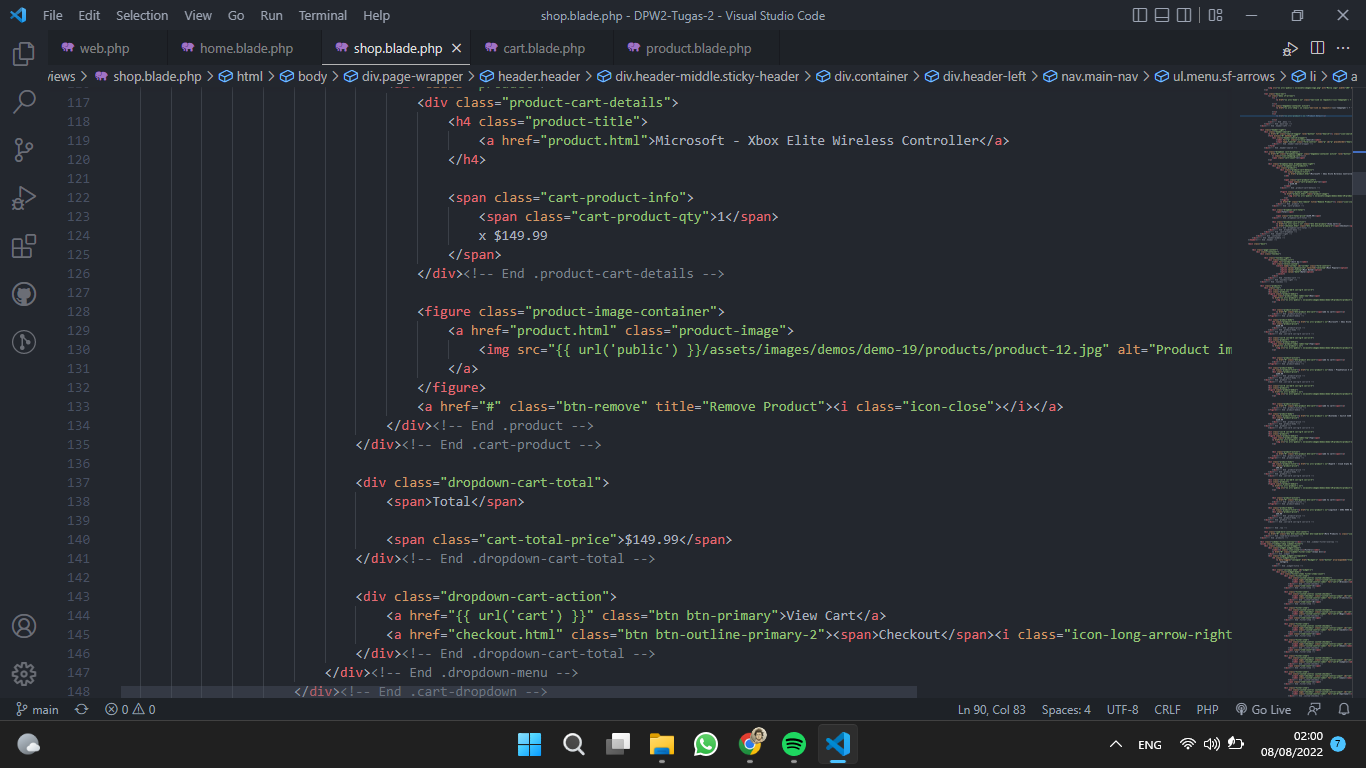 File Edit Selection View Go Run Terminal Help
shop.blade.php - DPW2-Tugas-2 - Visual Studio Code
web.php home.blade.php shop.blade.php cart.blade.php product.blade.php
views > shop.blade.php > html > body > div.page-wrapper > header.header > div.header-middle.sticky-header > div.container > div.header-left > nav.main-nav > ul.menu.sf-arrows > li > a
117 <div class="product-cart-details">
118 <h4 class="product-title">
119 <a href="product.html">Microsoft - Xbox Elite Wireless Controller</a>
120 </h4>
121
122 <span class="cart-product-info">
123 <span class="cart-product-qty">1</span>
124 x $149.99
125 </span>
126 </div><!-- End .product-cart-details -->
127
128 <figure class="product-image-container">
129 <a href="product.html" class="product-image">
130 <img src="{{ url('public') }}/assets/images/demos/demo-19/products/product-12.jpg" alt="Product im
131 </a>
132 </figure>
133 <a href="#" class="btn-remove" title="Remove Product"><i class="icon-close"></i></a>
134 </div><!-- End .product -->
135 </div><!-- End .cart-product -->
136
137 <div class="dropdown-cart-total">
138 <span>Total</span>
139
140 <span class="cart-total-price">$149.99</span>
141 </div><!-- End .dropdown-cart-total -->
142
143 <div class="dropdown-cart-action">
144 <a href="{{ url('cart') }}" class="btn btn-primary">View Cart</a>
145 <a href="checkout.html" class="btn btn-outline-primary-2"><span>Checkout</span><i class="icon-long-arrow-right
146 </div><!-- End .dropdown-cart-total -->
147 </div><!-- End .dropdown-menu -->
148 </div><!-- End .cart-dropdown -->
main 0 0 Ln 90, Col 83 Spaces: 4 UTF-8 CRLF PHP Go Live
ENG 02:00 7
08/08/2022